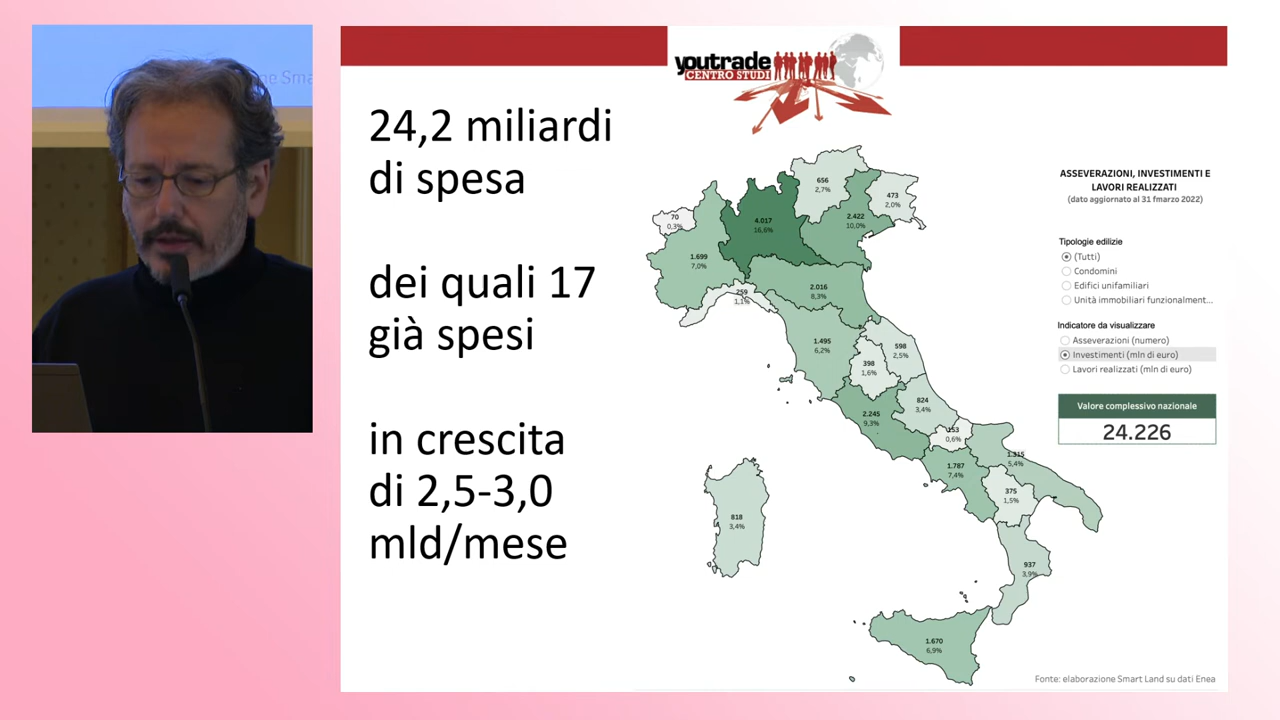 ne Sma
youtrade
CENTRO STUDI
24,2 miliardi
di spesa
dei quali 17
già spesi
in crescita
di 2,5-3,0
mld/mese
656
2,7%
473
2,0%
70
0,3%
4.017
16,6%
2.422
10,0%
1.699
7,0%
259
1,1%
2.016
8,3%
1.495
6,2%
598
2,5%
398
1,6%
824
3,4%
2.245
9,3%
153
0,6%
1.315
5,4%
1.787
7,4%
375
1,5%
818
3,4%
937
3,9%
1.670
6,9%
ASSEVERAZIONI, INVESTIMENTI E
LAVORI REALIZZATI
(dato aggiornato al 31 fmarzo 2022)
Tipologie edilizie
(Tutti)
Condomini
Edifici unifamiliari
Unità immobiliari funzionalment...
Indicatore da visualizzare
Asseverazioni (numero)
Investimenti (mln di euro)
Lavori realizzati (mln di euro)
Valore complessivo nazionale
24.226
Fonte: elaborazione Smart Land su dati Enea